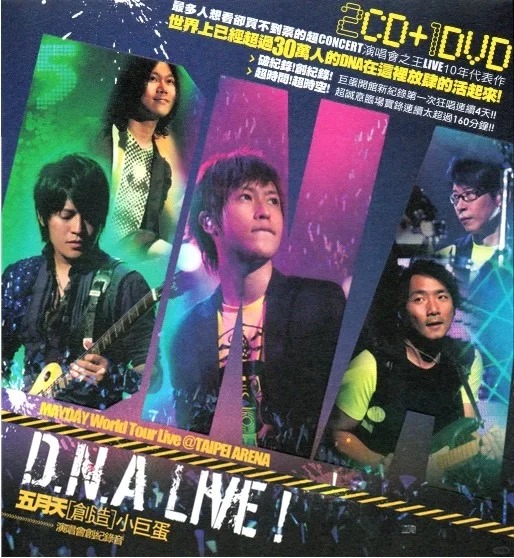 最多人想看卻買不到票的超CONCERT演唱會之王LIVE10年代表作
2CD+1DVD
世界上已經超過30萬人的DNA在這裡放肆的活起來!
> 破紀錄!創紀錄! 巨蛋開館新紀錄第一次狂唱連續4天!!
> 超時間!超時空! 超誠意臨場實錄連續太超過160分鐘!!
MAYDAY World Tour Live @TAIPEI ARENA
D.N.A LIVE!
五月天[創造]小巨蛋
演唱會創紀錄音